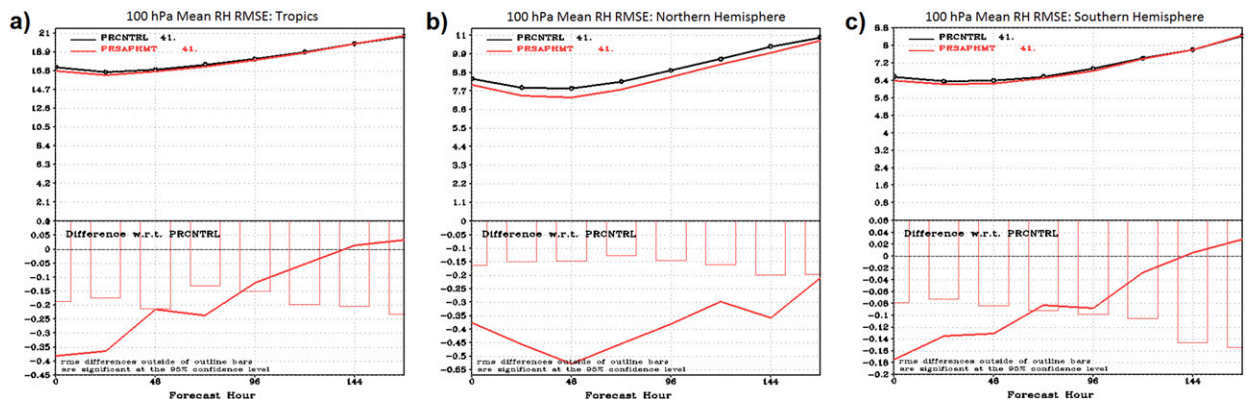 a)
100 hPa Mean RH RMSE: Tropics
PRCNTRL 41.
PRSAPHMT 41.
21
18.9
16.8
14.7
12.6
10.5
8.4
6.3
4.2
2.1
Difference w.r.t. PRCNTRL
0.05
0
-0.05
-0.1
-0.15
-0.2
-0.25
-0.3
-0.35
-0.4
-0.45
rms differences outside of outline bars
are significant at the 95% confidence level
0 48 96 144
Forecast Hour
b)
100 hPa Mean RH RMSE: Northern Hemisphere
PRCNTRL 41.
PRSAPHMT 41.
11
9.9
8.8
7.7
6.6
5.5
4.4
3.3
2.2
1.1
0
Difference w.r.t. PRCNTRL
-0.05
-0.1
-0.15
-0.2
-0.25
-0.3
-0.35
-0.4
-0.45
-0.5
-0.55
rms differences outside of outline bars
are significant at the 95% confidence level
0 48 96 144
Forecast Hour
c)
100 hPa Mean RH RMSE: Southern Hemisphere
PRCNTRL 41.
PRSAPHMT 41.
8.8
8
7.2
6.4
5.6
4.8
4
3.2
2.4
1.6
0.8
0.06
Difference w.r.t. PRCNTRL
0.04
0.02
0
-0.02
-0.04
-0.06
-0.08
-0.1
-0.12
-0.14
-0.16
-0.18
-0.2
rms differences outside of outline bars
are significant at the 95% confidence level
0 48 96 144
Forecast Hour